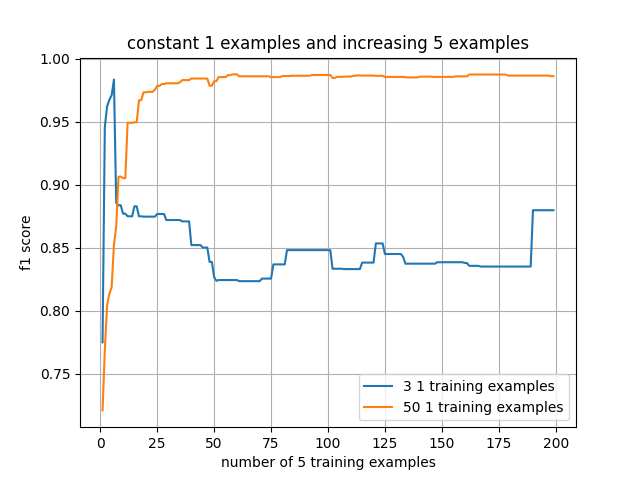 constant 1 examples and increasing 5 examples
1.00
0.95
0.90
0.85
0.80
0.75
f1 score
0 25 50 75 100 125 150 175 200
number of 5 training examples
3 1 training examples
50 1 training examples